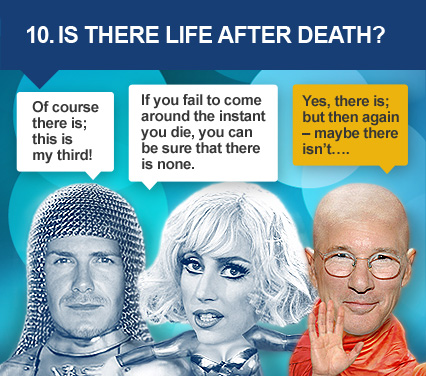 10. IS THERE LIFE AFTER DEATH?
Of course
there is;
this is
my third!
If you fail to come
around the instant
you die, you can
be sure that there
is none.
Yes, there is;
but then again
– maybe there
isn't....